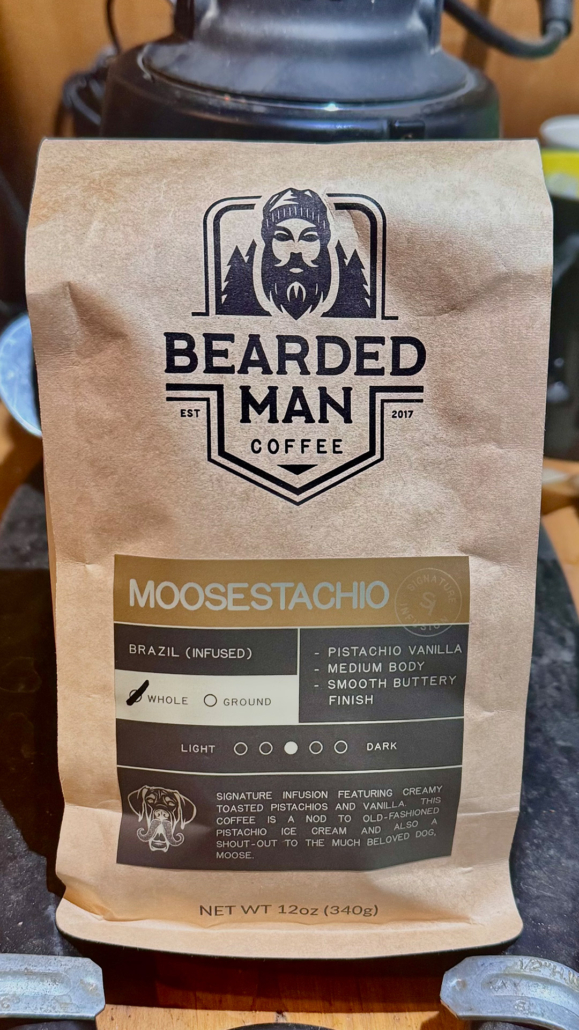 BEARDED
MAN
EST
2017
COFFEE
MOOSESTACHIO
SIGNATURE
BRAZIL (INFUSED)
WHOLE
GROUND
- PISTACHIO VANILLA
- MEDIUM BODY
- SMOOTH BUTTERY
FINISH
LIGHT
DARK
SIGNATURE INFUSION FEATURING CREAMY
TOASTED PISTACHIOS AND VANILLA. THIS
COFFEE IS A NOD TO OLD-FASHIONED
PISTACHIO ICE CREAM AND ALSO A
SHOUT-OUT TO THE MUCH BELOVED DOG,
MOOSE.
NET WT 12oz (340g)